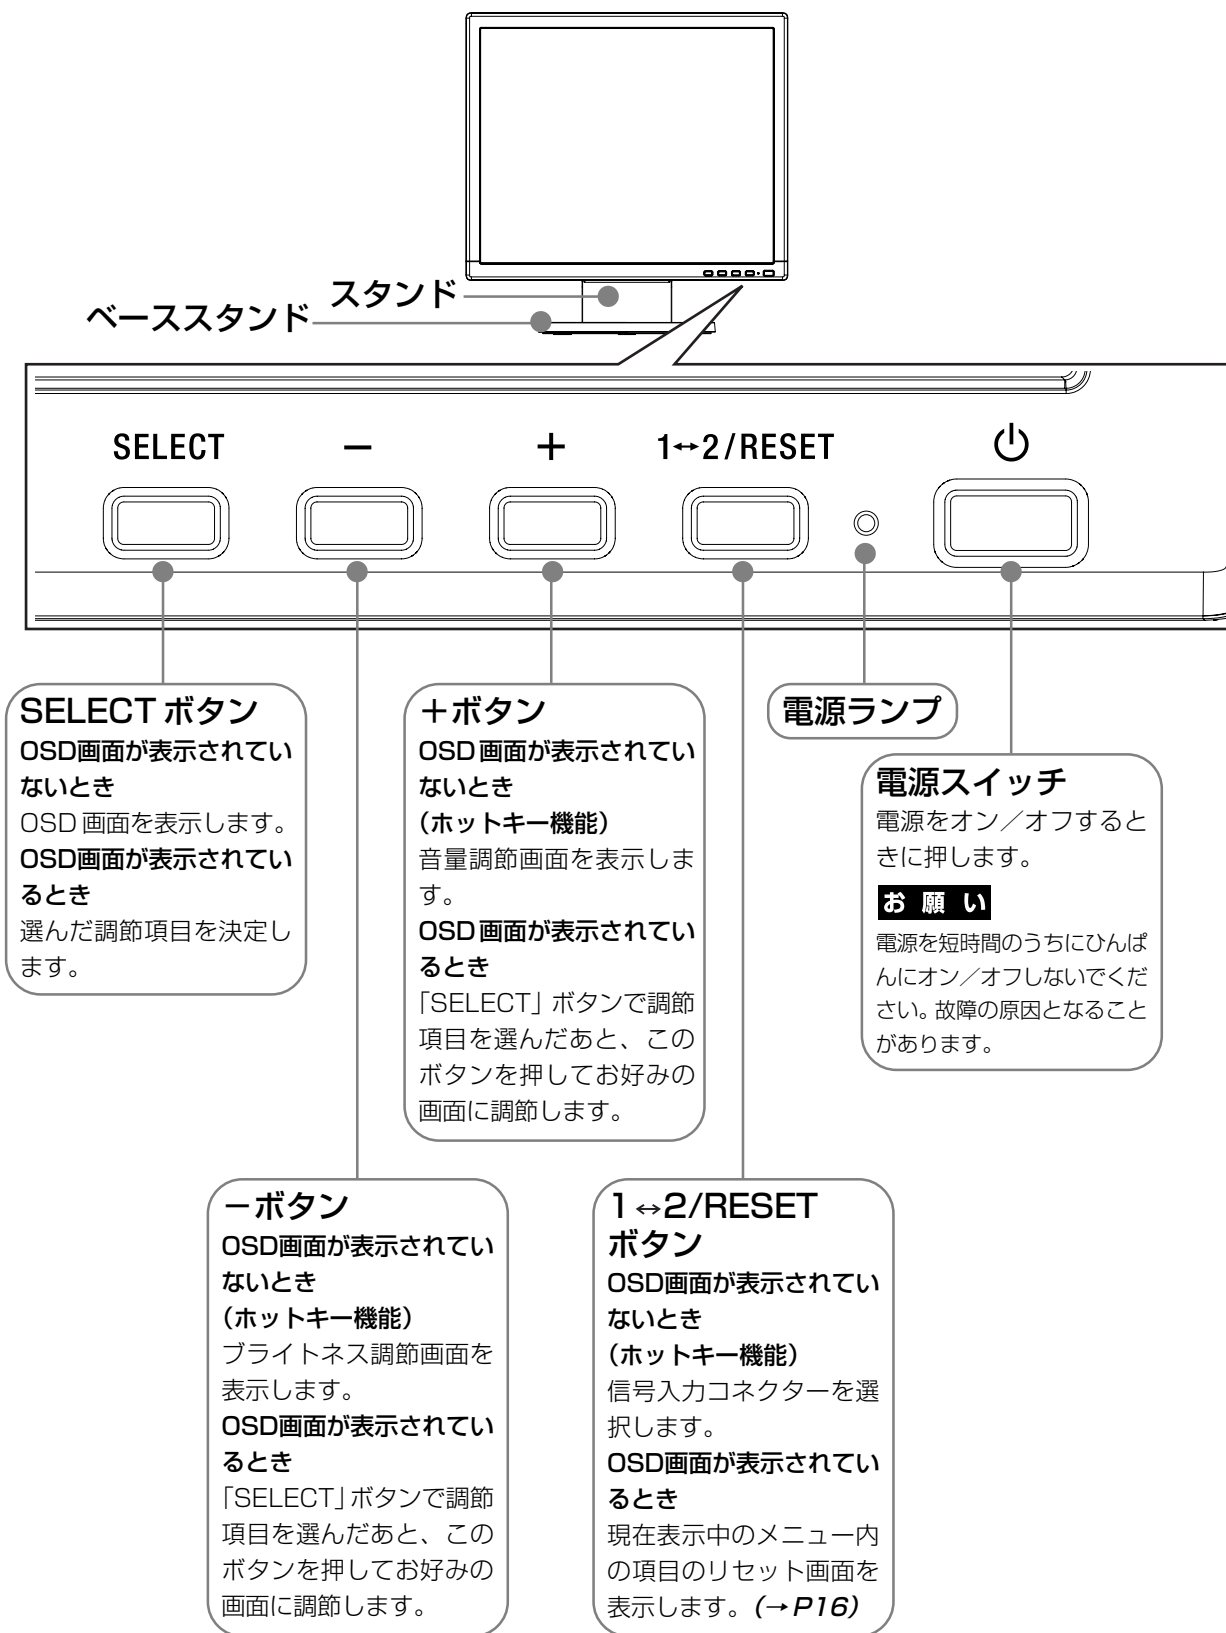 スタンド
ベーススタンド
SELECT
−
+
1↔2/RESET
SELECT ボタン
OSD画面が表示されてい
ないとき
OSD 画面を表示します。
OSD画面が表示されてい
るとき
選んだ調節項目を決定し
ます。
＋ボタン
OSD 画面が表示されてい
ないとき
（ホットキー機能）
音量調節画面を表示しま
す。
OSD 画面が表示されてい
るとき
「SELECT」ボタンで調節
項目を選んだあと、この
ボタンを押してお好みの
画面に調節します。
電源ランプ
電源スイッチ
電源をオン／オフすると
きに押します。
お 願 い
電源を短時間のうちにひんぱ
んにオン／オフしないでくだ
さい。故障の原因となること
があります。
−ボタン
OSD画面が表示されてい
ないとき
（ホットキー機能）
ブライトネス調節画面を
表示します。
OSD画面が表示されてい
るとき
「SELECT」ボタンで調節
項目を選んだあと、この
ボタンを押してお好みの
画面に調節します。
1↔2/RESET
ボタン
OSD画面が表示されてい
ないとき
（ホットキー機能）
信号入力コネクターを選
択します。
OSD画面が表示されてい
るとき
現在表示中のメニュー内
の項目のリセット画面を
表示します。(→P16)